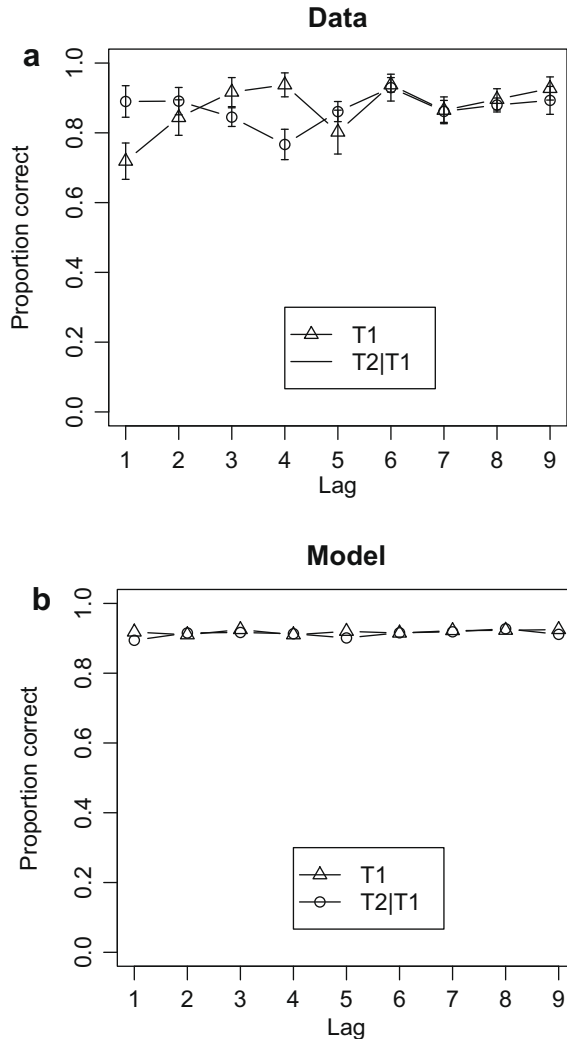 Data
a
Proportion correct
1.0
0.8
0.6
0.4
0.2
0.0
T1
T2|T1
1 2 3 4 5 6 7 8 9
Lag
Model
b
Proportion correct
1.0
0.8
0.6
0.4
0.2
0.0
T1
T2|T1
1 2 3 4 5 6 7 8 9
Lag